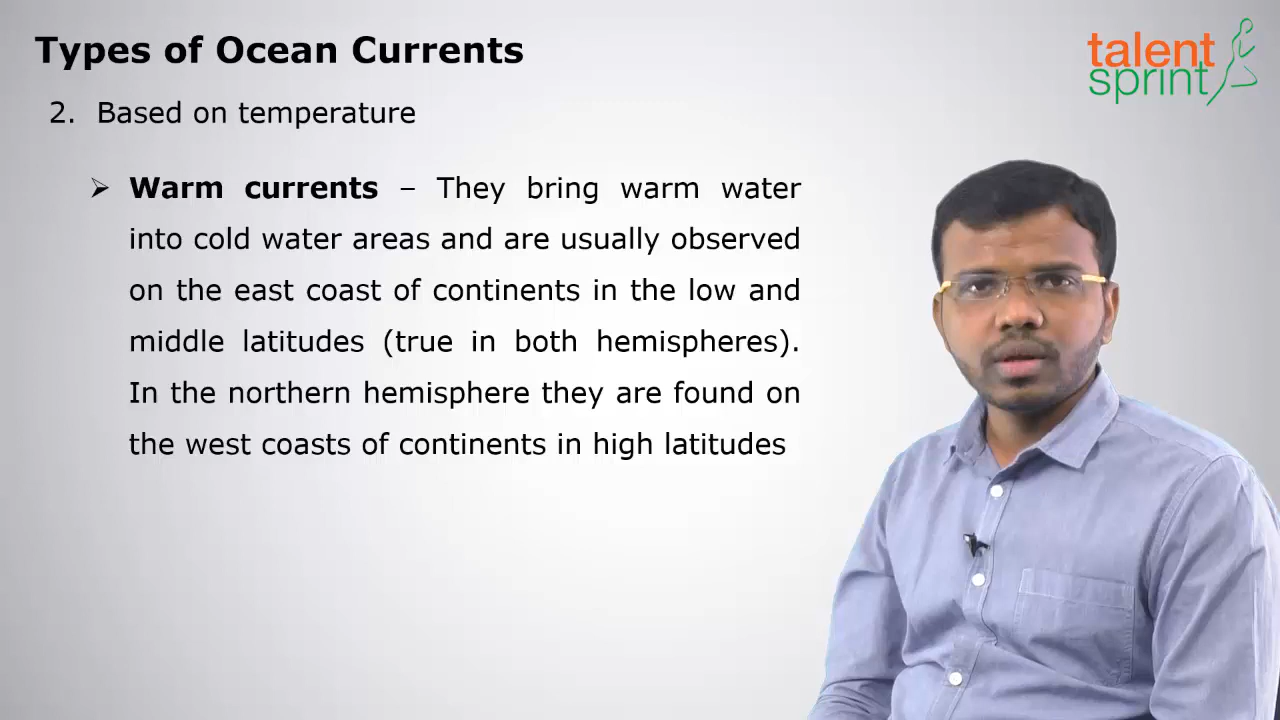 Types of Ocean Currents
talent
sprint
2. Based on temperature
➢ Warm currents – They bring warm water
into cold water areas and are usually observed
on the east coast of continents in the low and
middle latitudes (true in both hemispheres).
In the northern hemisphere they are found on
the west coasts of continents in high latitudes